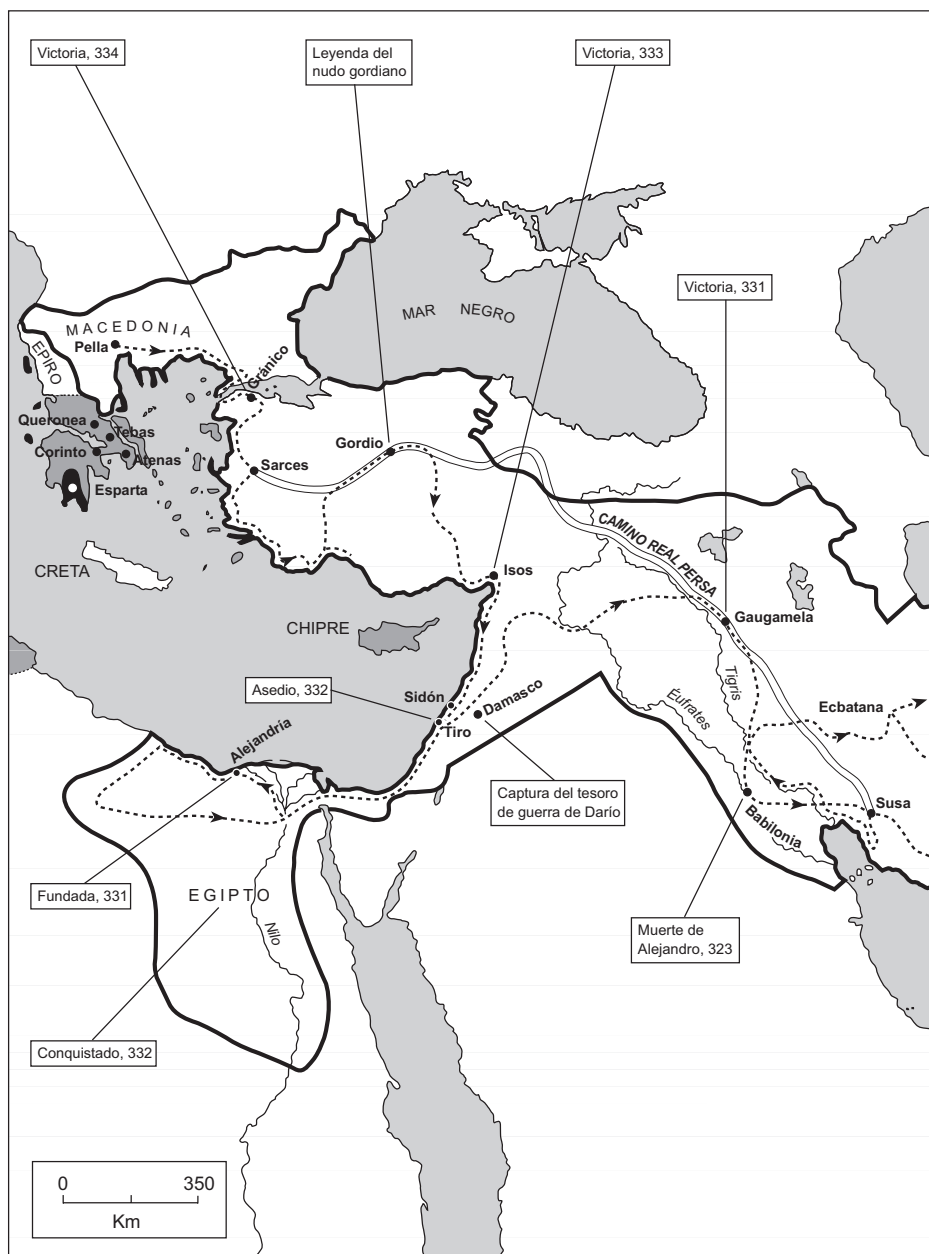 Victoria, 334
Leyenda del
nudo gordiano
Victoria, 333
Victoria, 331
MAR NEGRO
MACEDONIA
Pella
EPIRO
Gránico
Queronea
Tebas
Corinto
Atenas
Esparta
Gordio
Sarces
CAMINO REAL PERSA
CRETA
Isos
Gaugamela
CHIPRE
Tigris
Asedio, 332
Sidón
Damasco
Éufrates
Ecbatana
Tiro
Alejandría
Captura del tesoro
de guerra de Darío
Susa
Babilonia
Fundada, 331
EGIPTO
Nilo
Muerte de
Alejandro, 323
Conquistado, 332
0 350
Km